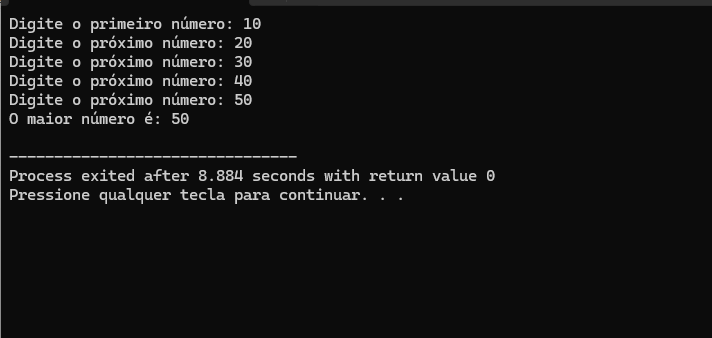 Digite o primeiro número: 10
Digite o próximo número: 20
Digite o próximo número: 30
Digite o próximo número: 40
Digite o próximo número: 50
O maior número é: 50
--------------------------------
Process exited after 8.884 seconds with return value 0
Pressione qualquer tecla para continuar. . .